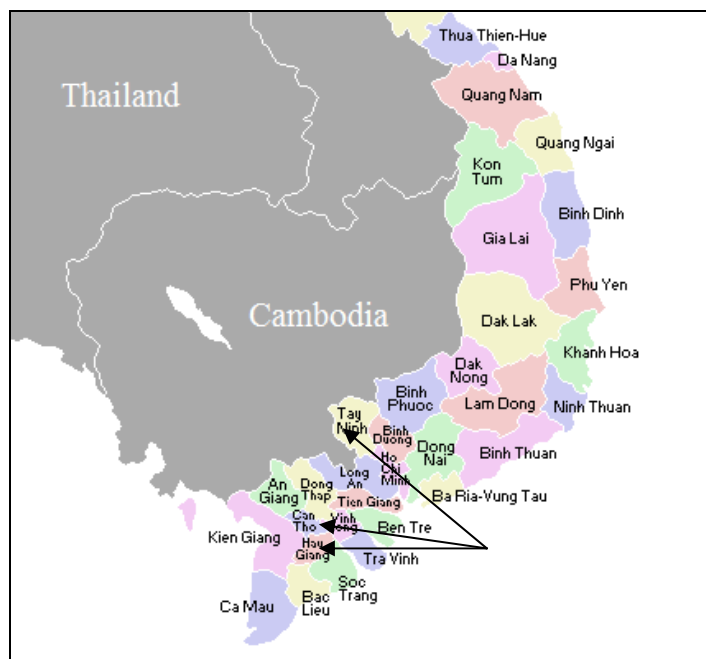 Thua Thien-Hue
Da Nang
Thailand
Quang Nam
Quang Ngai
Kon
Tum
Binh Dinh
Gia Lai
Phu Yen
Cambodia
Dak Lak
Khanh Hoa
Dak
Nong
Binh
Phuoc
Lam Dong
Ninh Thuan
Tay
Ninh
Binh
Duong
Dong
Nai
Binh Thuan
Ho
Chi
Minh
Long
An
An
Giang
Dong
Thap
Ba Ria-Vung Tau
Tien Giang
Can
Tho
Vinh
Long
Ben Tre
Kien Giang
Hau
Giang
Tra Vinh
Soc
Trang
Ca Mau
Bac
Lieu